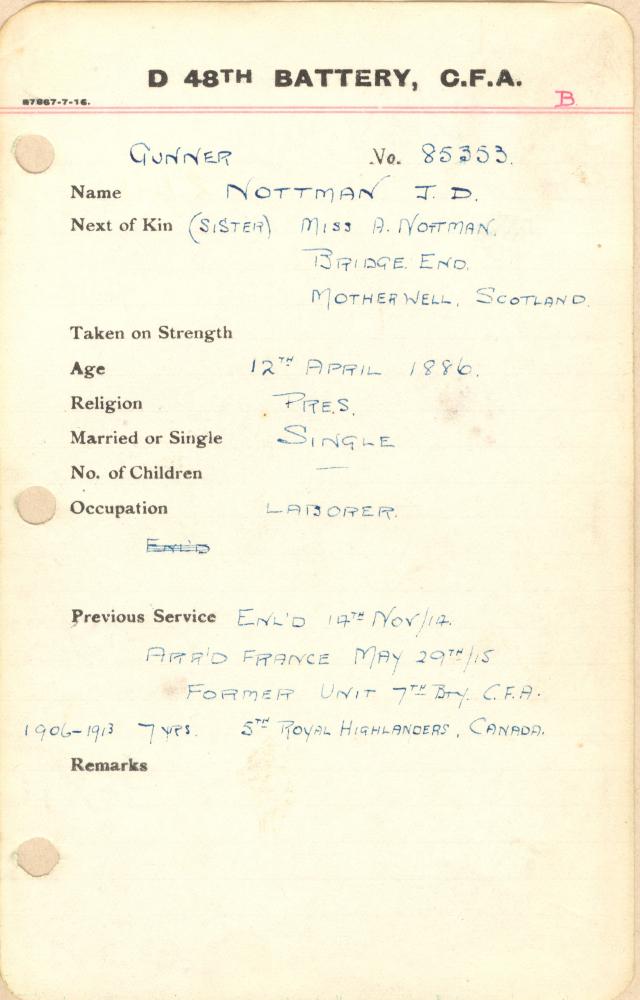 D 48TH BATTERY, C.F.A.
87867-7-16.
B
GUNNER No. 85353.
Name NOTTMAN J. D.
Next of Kin (SISTER) MISS A. NOTTMAN.
BRIDGE END.
MOTHERWELL, SCOTLAND.
Taken on Strength
Age 12TH APRIL 1886.
Religion PRES.
Married or Single SINGLE
No. of Children —
Occupation LABORER.
ENL'D
Previous Service ENL'D 14TH NOV/14.
ARR'D FRANCE MAY 29TH/15
FORMER UNIT 7TH BTY. C.F.A.
1906-1913 7 YRS. 5TH ROYAL HIGHLANDERS, CANADA.
Remarks